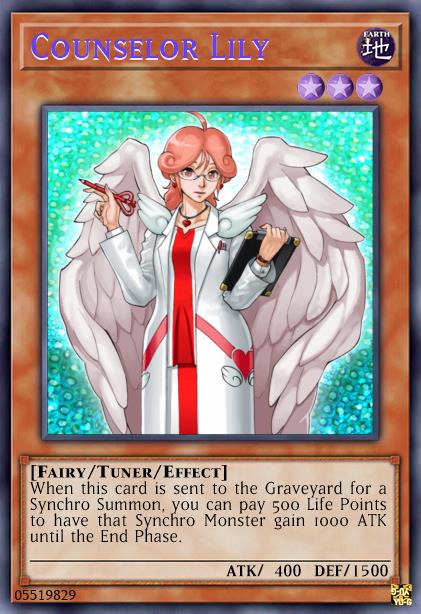 Counselor Lily
EARTH
地
[Fairy/Tuner/Effect]
When this card is sent to the Graveyard for a
Synchro Summon, you can pay 500 Life Points
to have that Synchro Monster gain 1000 ATK
until the End Phase.
ATK/ 400 DEF/1500
05519829